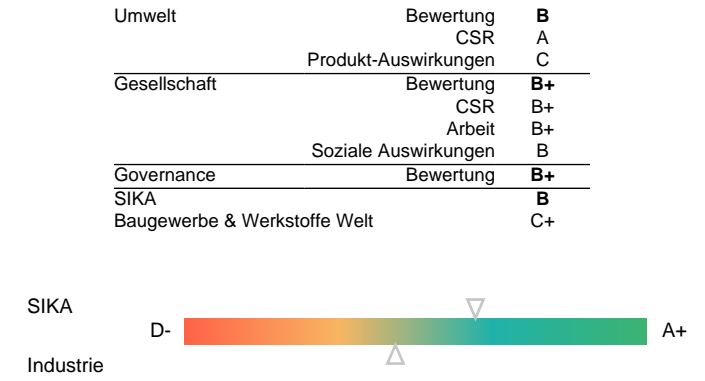 Umwelt Bewertung B
CSR A
Produkt-Auswirkungen C
Gesellschaft Bewertung B+
CSR B+
Arbeit B+
Soziale Auswirkungen B
Governance Bewertung B+
SIKA B
Baugewerbe & Werkstoffe Welt C+
SIKA
D- A+
Industrie